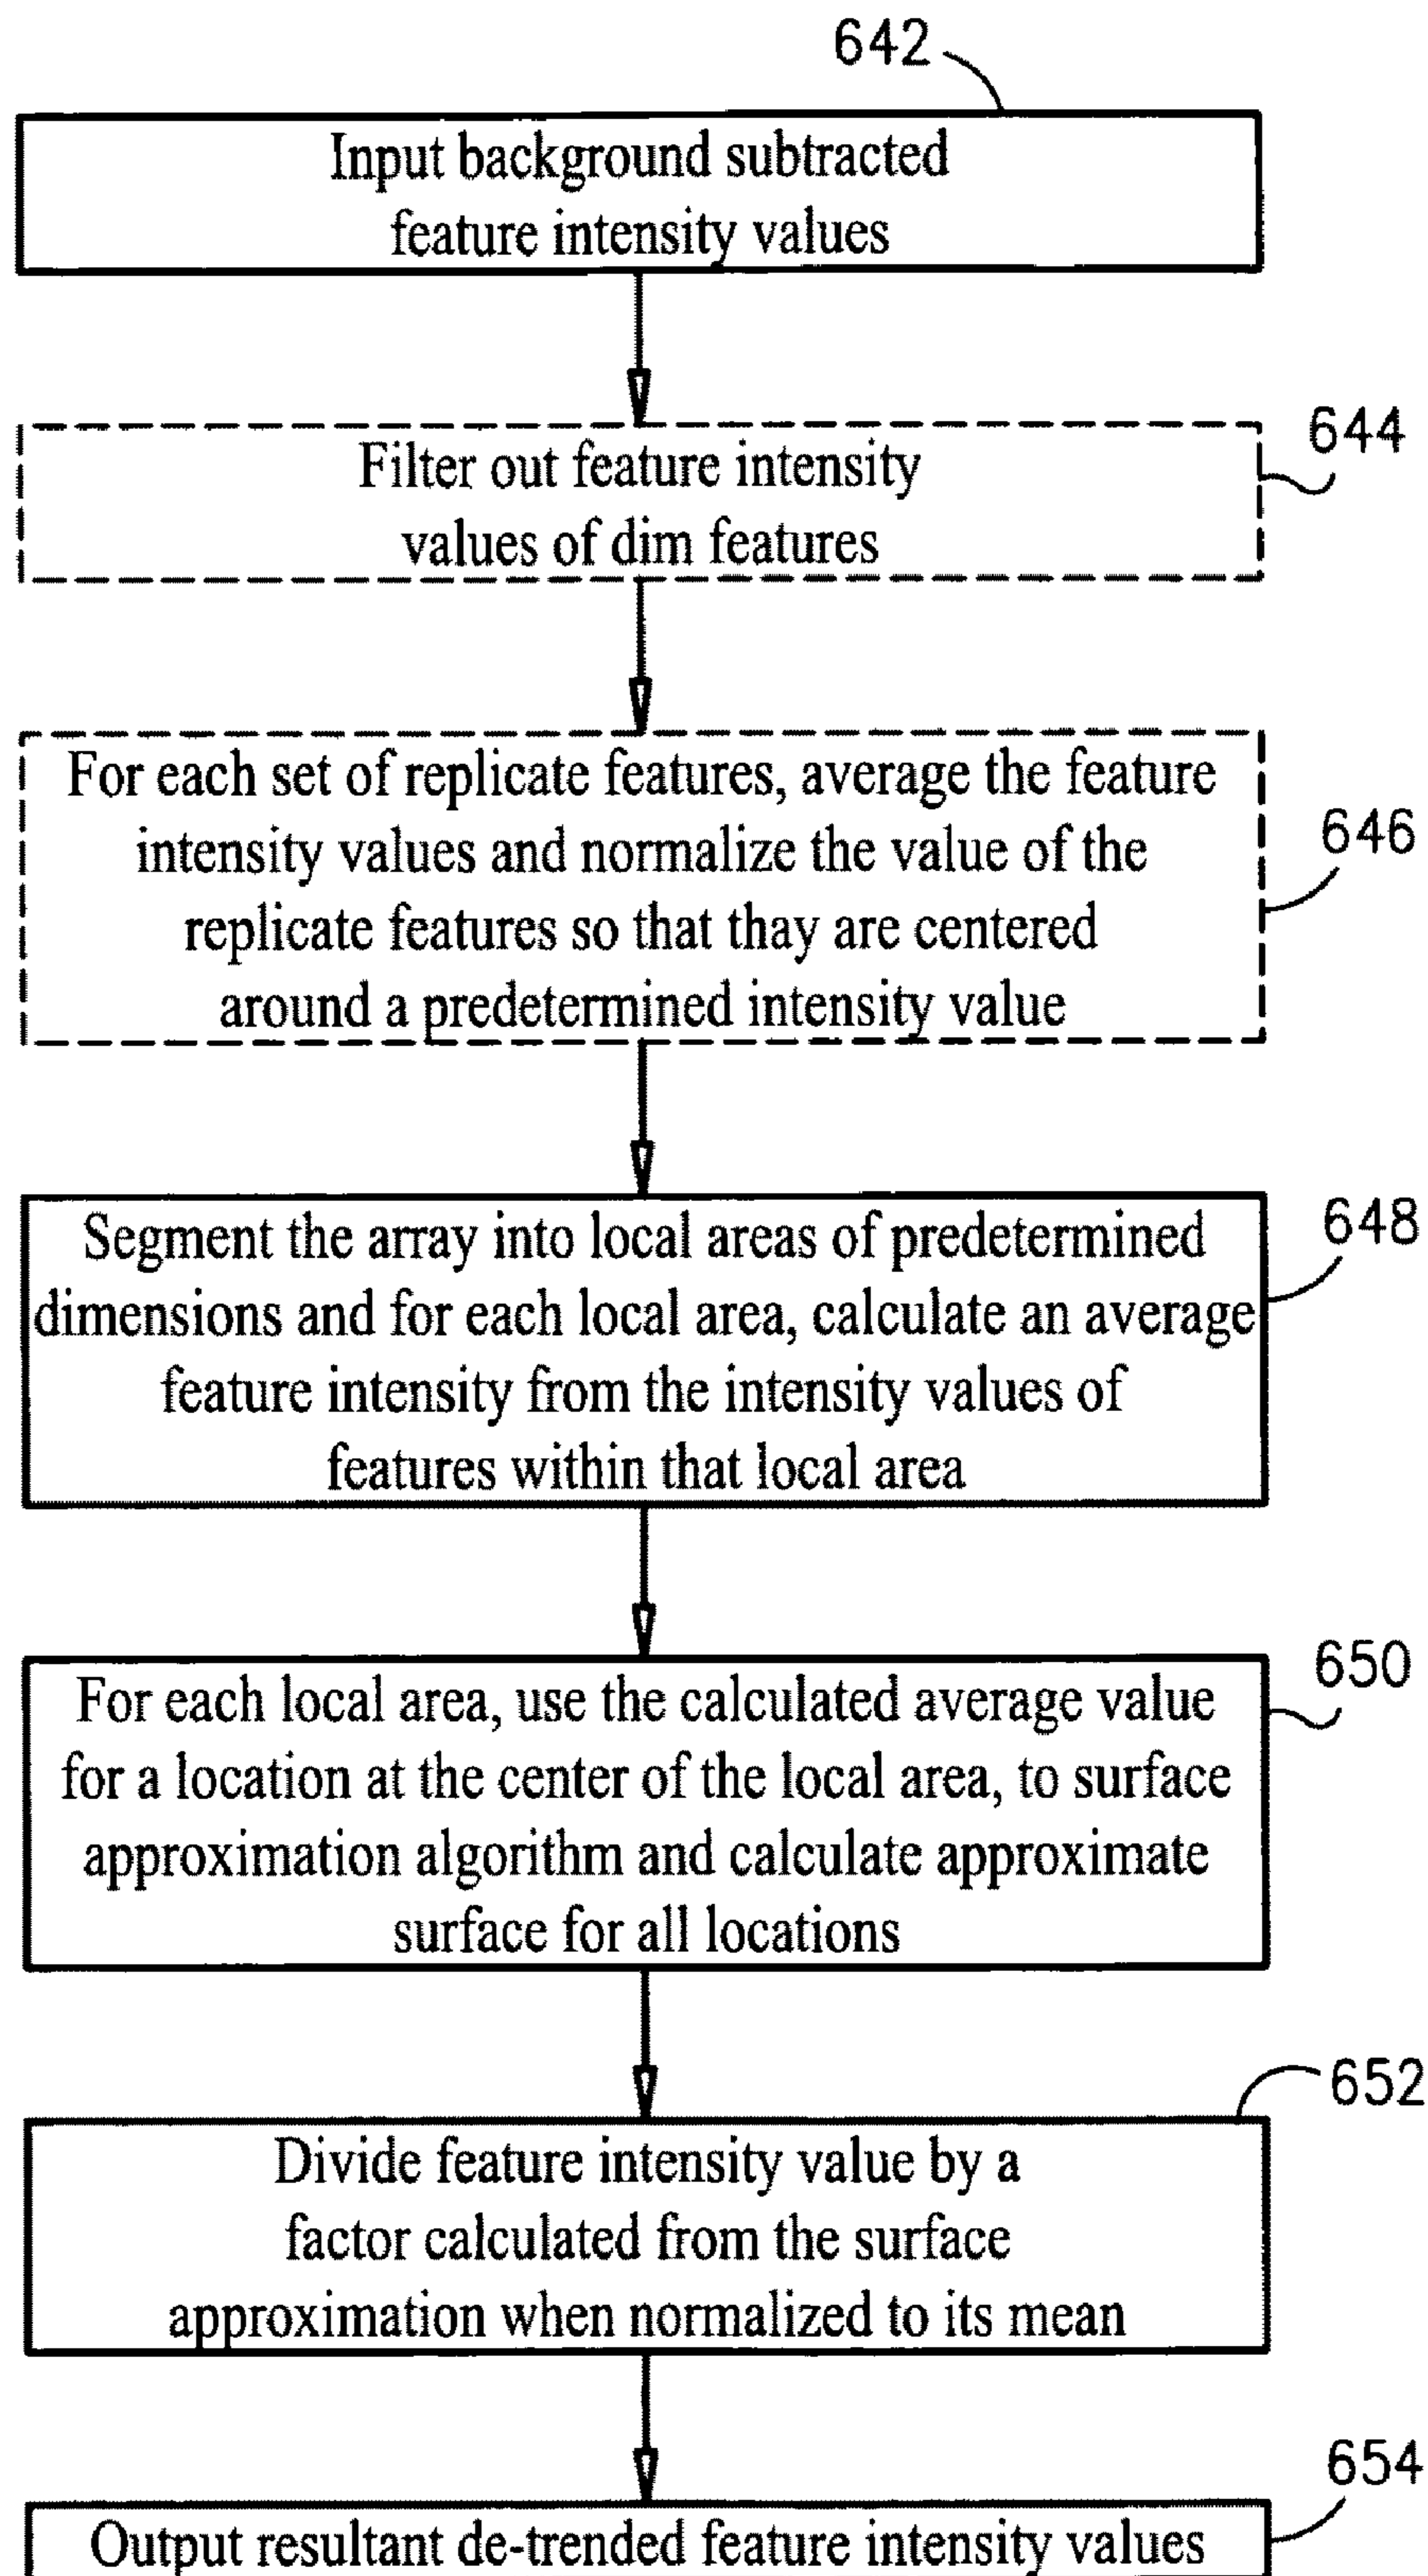 642
Input background subtracted
feature intensity values
644
Filter out feature intensity
values of dim features
646
For each set of replicate features, average the feature
intensity values and normalize the value of the
replicate features so that thay are centered
around a predetermined intensity value
648
Segment the array into local areas of predetermined
dimensions and for each local area, calculate an average
feature intensity from the intensity values of
features within that local area
650
For each local area, use the calculated average value
for a location at the center of the local area, to surface
approximation algorithm and calculate approximate
surface for all locations
652
Divide feature intensity value by a
factor calculated from the surface
approximation when normalized to its mean
654
Output resultant de-trended feature intensity values